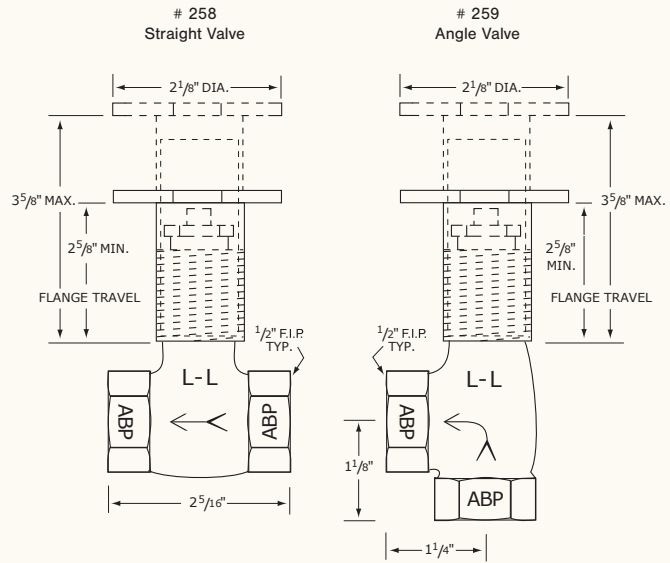 # 258
Straight Valve
2 1/8" DIA.
3 5/8" MAX.
2 5/8" MIN.
FLANGE TRAVEL
1/2" F.I.P.
TYP.
L-L
ABP
ABP
2 5/16"
# 259
Angle Valve
2 1/8" DIA.
3 5/8" MAX.
2 5/8"
MIN.
FLANGE TRAVEL
1/2" F.I.P.
TYP.
L-L
ABP
1 1/8"
ABP
1 1/4"